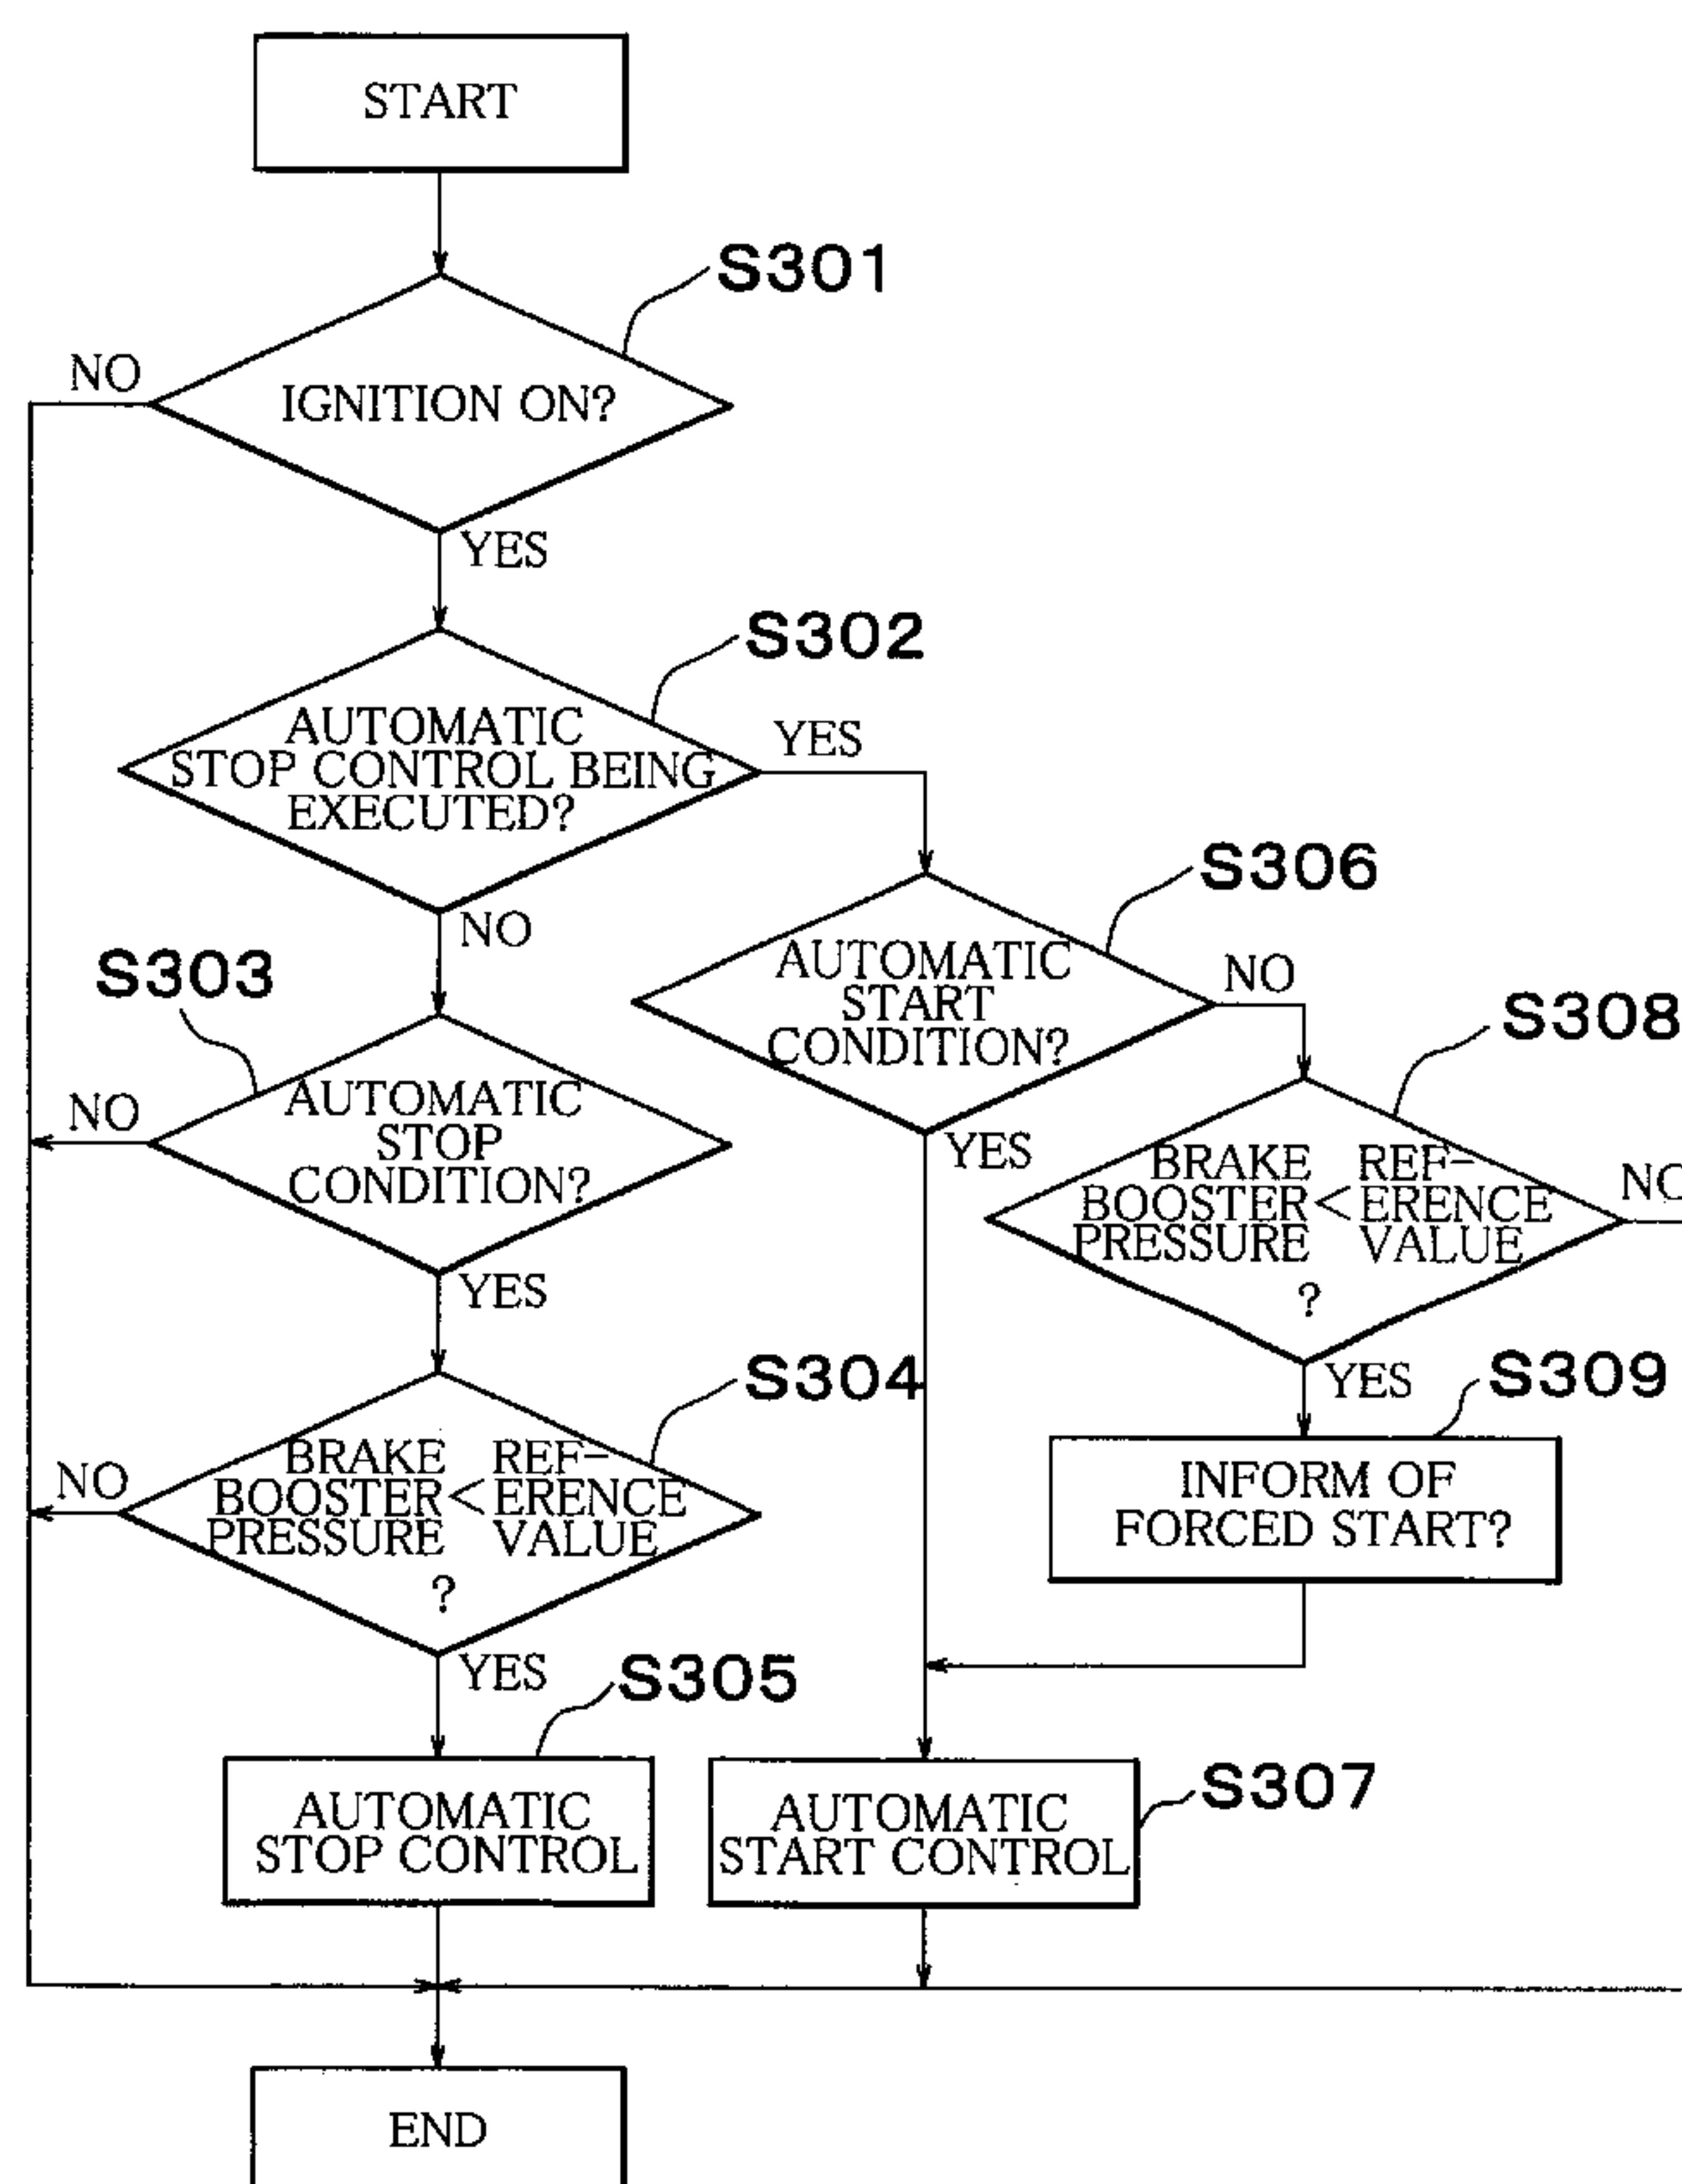 START
S301
NO
IGNITION ON?
YES
S302
AUTOMATIC
STOP CONTROL BEING
EXECUTED?
YES
NO
S306
AUTOMATIC
START
CONDITION?
NO
YES
S303
AUTOMATIC
STOP
CONDITION?
NO
YES
S308
BRAKE REF-
BOOSTER < ERENCE
PRESSURE VALUE
?
NO
YES
S304
BRAKE REF-
BOOSTER < ERENCE
PRESSURE VALUE
?
NO
YES
S309
INFORM OF
FORCED START?
S305
AUTOMATIC
STOP CONTROL
S307
AUTOMATIC
START CONTROL
END